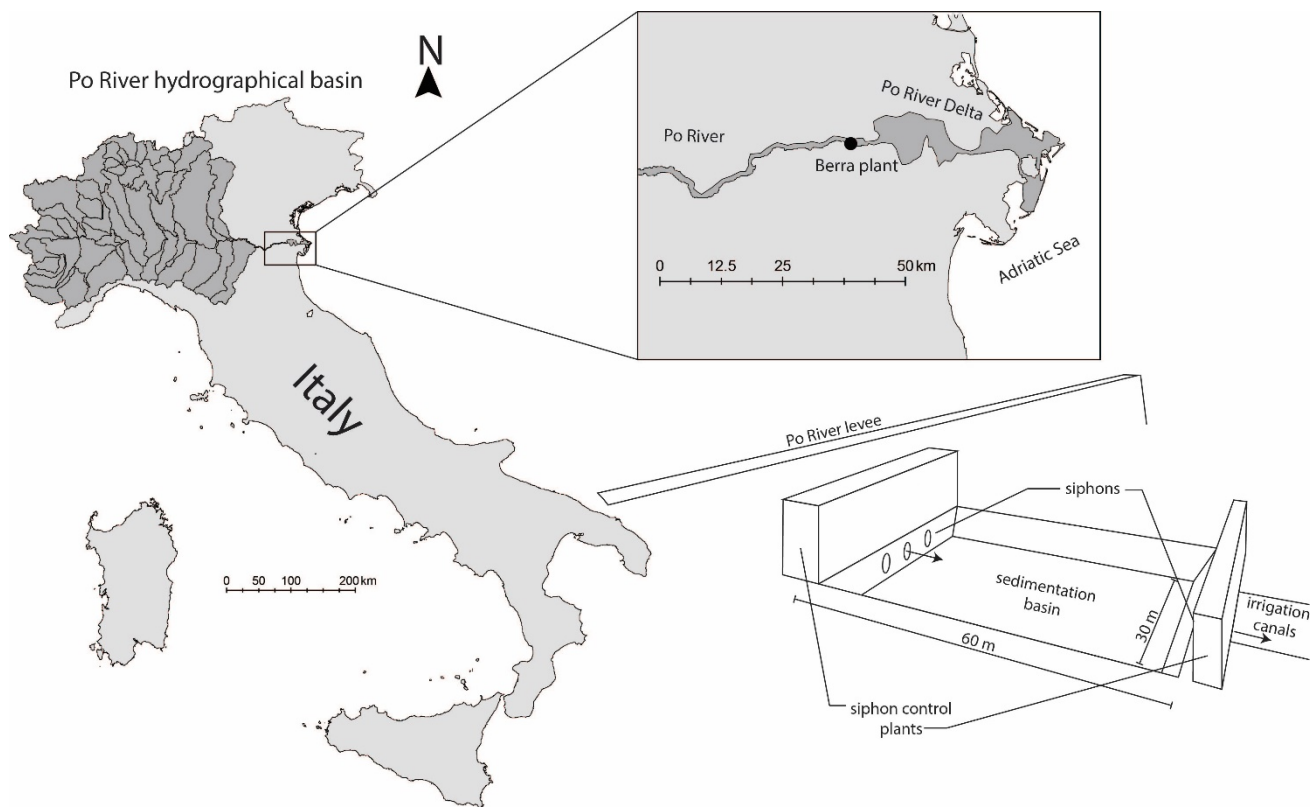 Po River hydrographical basin
N
Italy
0 50 100 200 km
Po River
Po River Delta
Berra plant
Adriatic Sea
0 12.5 25 50 km
Po River levee
siphons
sedimentation
basin
30 m
60 m
irrigation
canals
siphon control
plants